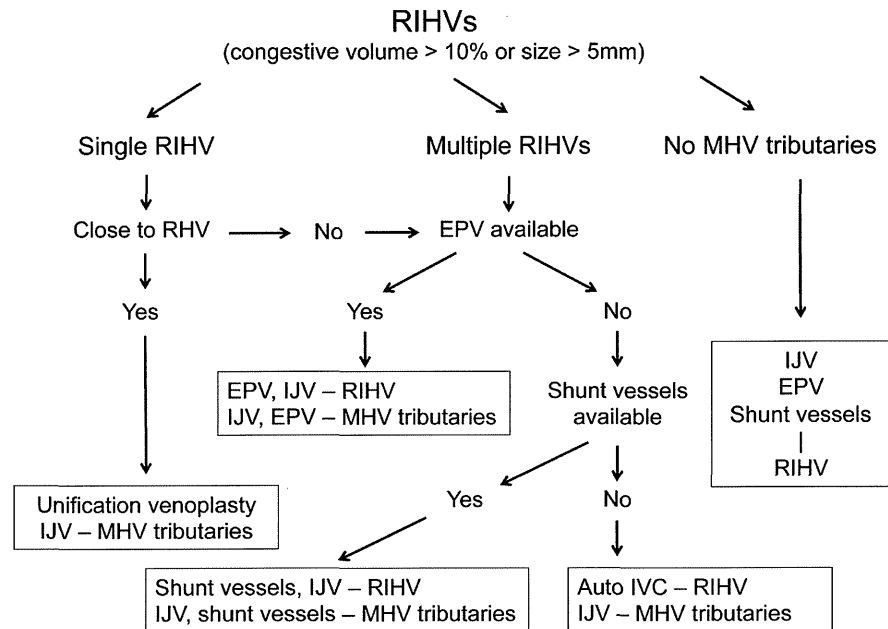 RIHVs
(congestive volume > 10% or size > 5mm)
Single RIHV
Multiple RIHVs
No MHV tributaries
Close to RHV
No
EPV available
Yes
Yes
No
EPV, IJV – RIHV
IJV, EPV – MHV tributaries
Shunt vessels
available
IJV
EPV
Shunt vessels
|
RIHV
Unification venoplasty
IJV – MHV tributaries
Yes
No
Shunt vessels, IJV – RIHV
IJV, shunt vessels – MHV tributaries
Auto IVC – RIHV
IJV – MHV tributaries